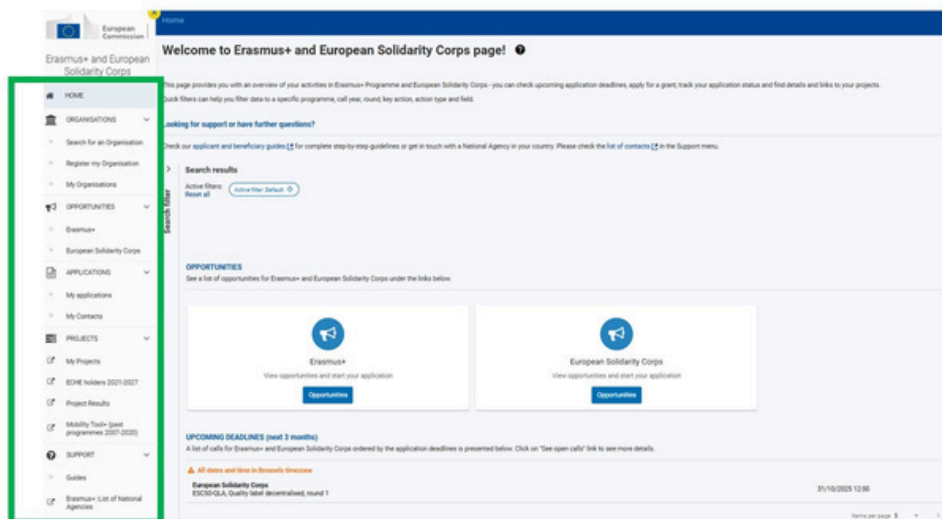 European
Commission
Erasmus+ and European
Solidarity Corps
HOME
ORGANISATIONS
Search for an Organisation
Register my Organisation
My Organisations
OPPORTUNITIES
Erasmus+
European Solidarity Corps
APPLICATIONS
My applications
My Contacts
PROJECTS
My Projects
ECHE holders 2021-2027
Project Results
Mobility Tool+ (past
programmes 2007-2020)
SUPPORT
Guides
Erasmus+: List of National
Agencies
Home
Welcome to Erasmus+ and European Solidarity Corps page!
This page provides you with an overview of your activities in Erasmus+ Programme and European Solidarity Corps - you can check upcoming application deadlines, apply for a grant, track your application status and find details and links to your projects.
Quick filters can help you filter data to a specific programme, call year, round, key action, action type and field.
Looking for support or have further questions?
Check our applicant and beneficiary guides for complete step-by-step guidelines or get in touch with a National Agency in your country. Please check the list of contacts in the Support menu.
Search filter
Search results
Active filters: Active filter Default
Reset all
OPPORTUNITIES
See a list of opportunities for Erasmus+ and European Solidarity Corps under the links below:
Erasmus+
View opportunities and start your application
Opportunities
European Solidarity Corps
View opportunities and start your application
Opportunities
UPCOMING DEADLINES (next 3 months)
A list of calls for Erasmus+ and European Solidarity Corps ordered by the application deadlines is presented below. Click on "See open calls" link to see more details.
All dates and time in Brussels timezone
European Solidarity Corps
ESC50-QLA, Quality label decentralised, round 1
31/10/2025 12:00
Items per page 5